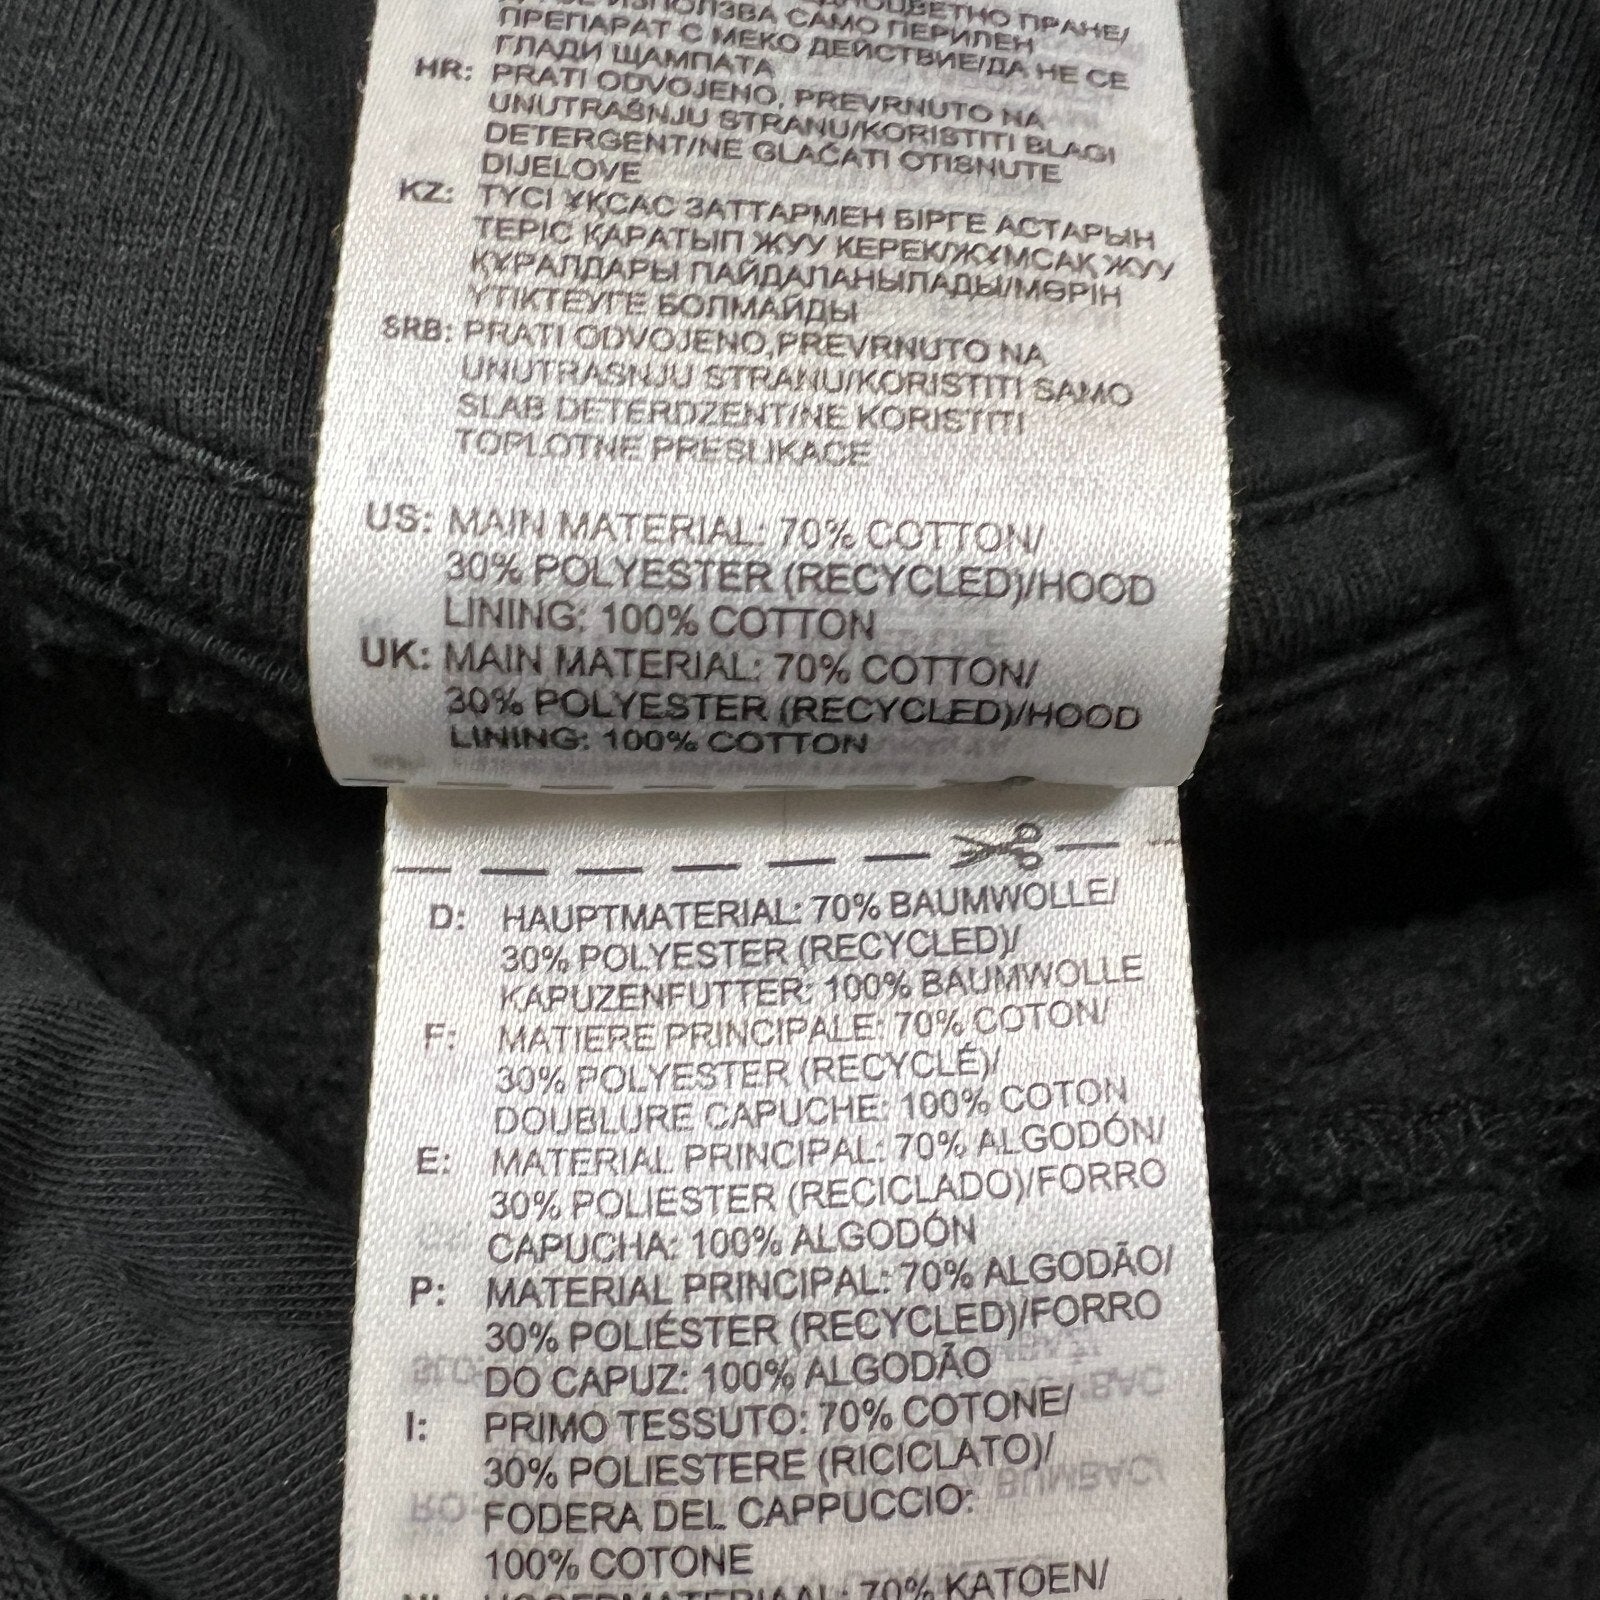 ПРЕПАРАТ С МЕКО ДЕЙСТВИЕ/ДА НЕ СЕ
ГЛАДИ ЩАМПАТА
HR: PRATI ODVOJENO, PREVRNUTO NA
UNUTRAŠNJU STRANU/KORISTITI BLAGI
DETERGENT/NE GLAČATI OTISNUTE
DIJELOVE
KZ: ТҮСІ ҰҚСАС ЗАТТАРМЕН БІРГЕ АСТАРЫН
ТЕРІС ҚАРАТЫП ЖУУ КЕРЕК/ЖҰМСАҚ ЖУУ
ҚҰРАЛДАРЫ ПАЙДАЛАНЫЛАДЫ/МӨРІН
ҮТІКТЕУГЕ БОЛМАЙДЫ
SRB: PRATI ODVOJENO,PREVRNUTO NA
UNUTRASNJU STRANU/KORISTITI SAMO
SLAB DETERDZENT/NE KORISTITI
TOPLOTNE PRESLIKACE
US: MAIN MATERIAL: 70% COTTON/
30% POLYESTER (RECYCLED)/HOOD
LINING: 100% COTTON
UK: MAIN MATERIAL: 70% COTTON/
30% POLYESTER (RECYCLED)/HOOD
LINING: 100% COTTON
D: HAUPTMATERIAL: 70% BAUMWOLLE/
30% POLYESTER (RECYCLED)/
KAPUZENFUTTER: 100% BAUMWOLLE
F: MATIERE PRINCIPALE: 70% COTON/
30% POLYESTER (RECYCLÉ)/
DOUBLURE CAPUCHE: 100% COTON
E: MATERIAL PRINCIPAL: 70% ALGODÓN/
30% POLIESTER (RECICLADO)/FORRO
CAPUCHA: 100% ALGODÓN
P: MATERIAL PRINCIPAL: 70% ALGODÃO/
30% POLIÉSTER (RECYCLED)/FORRO
DO CAPUZ: 100% ALGODÃO
I: PRIMO TESSUTO: 70% COTONE/
30% POLIESTERE (RICICLATO)/
FODERA DEL CAPPUCCIO:
100% COTONE
70% KATOEN/